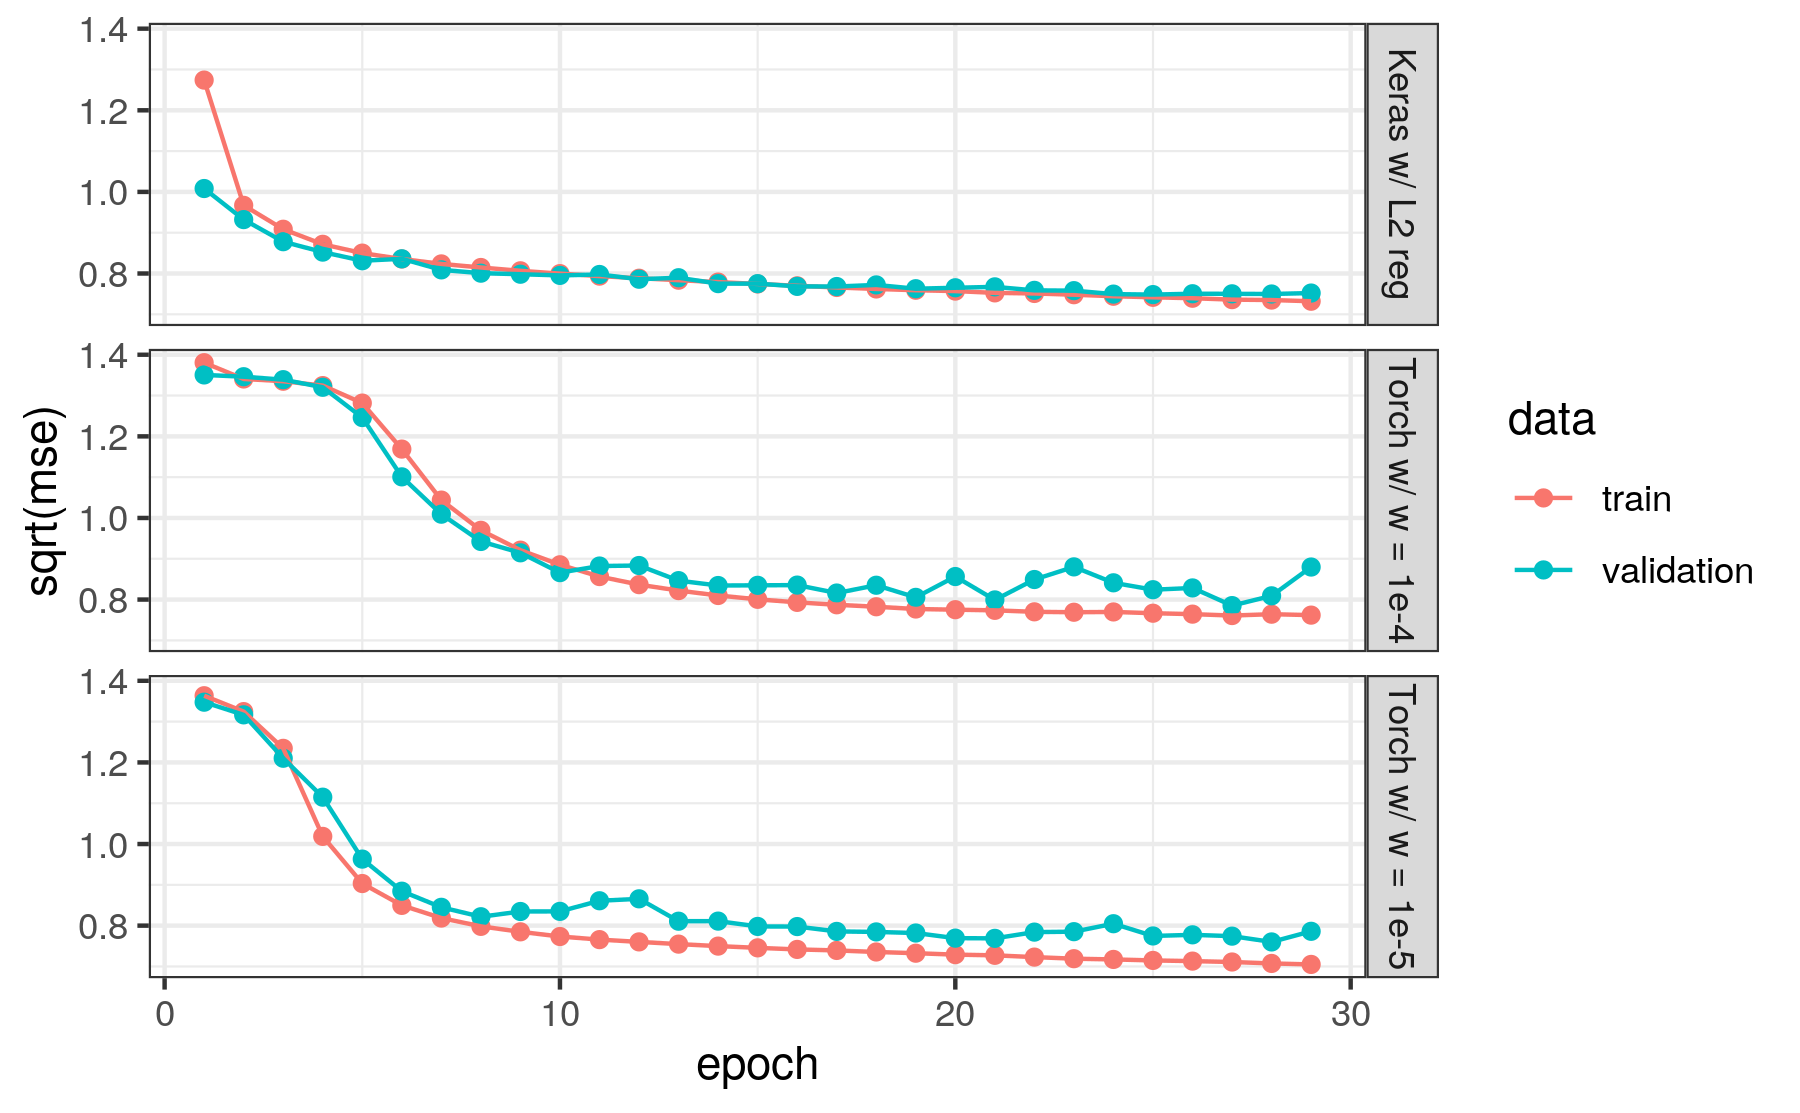 1.4
1.2
1.0
0.8
Keras w/ L2 reg
1.4
1.2
1.0
0.8
Torch w/ w = 1e-4
1.4
1.2
1.0
0.8
Torch w/ w = 1e-5
0
10
20
30
epoch
sqrt(mse)
data
train
validation